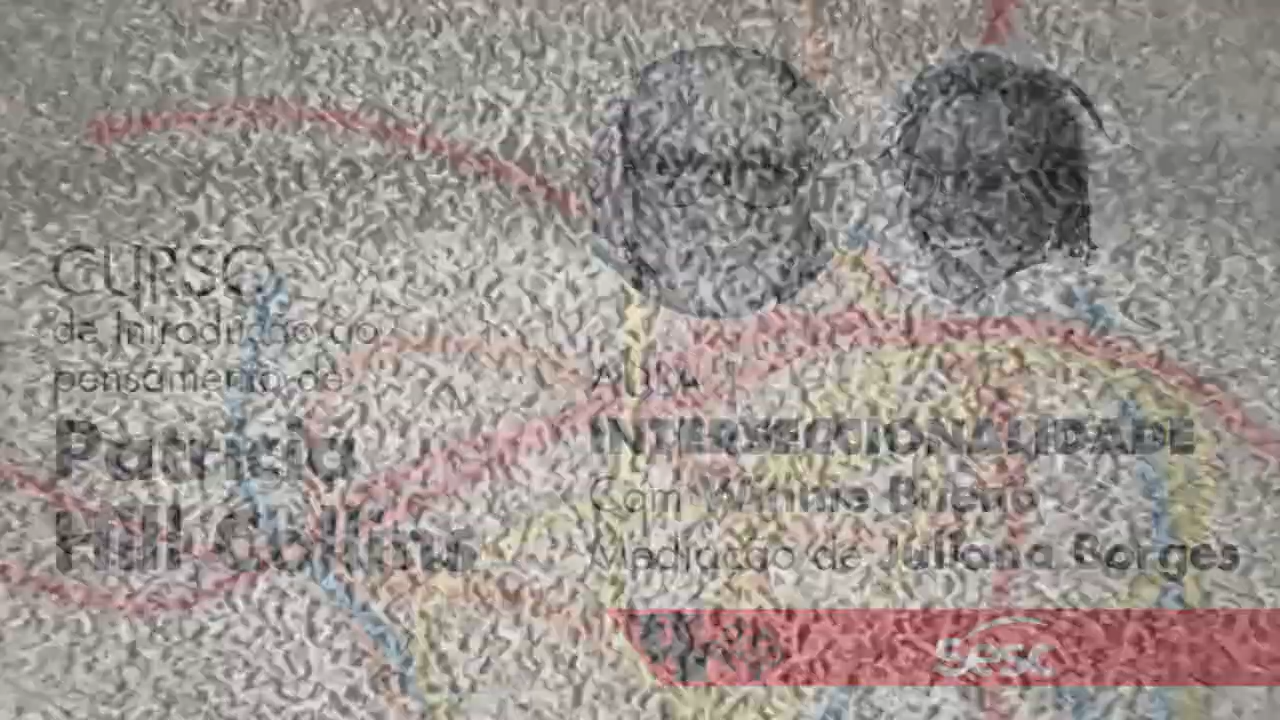 CURSO
de Introdução ao
pensamento de
Patricia
Hill Collins
AULA 1
INTERSECCIONALIDADE
Com Winnie Bueno
Mediação de Juliana Borges
Sesc